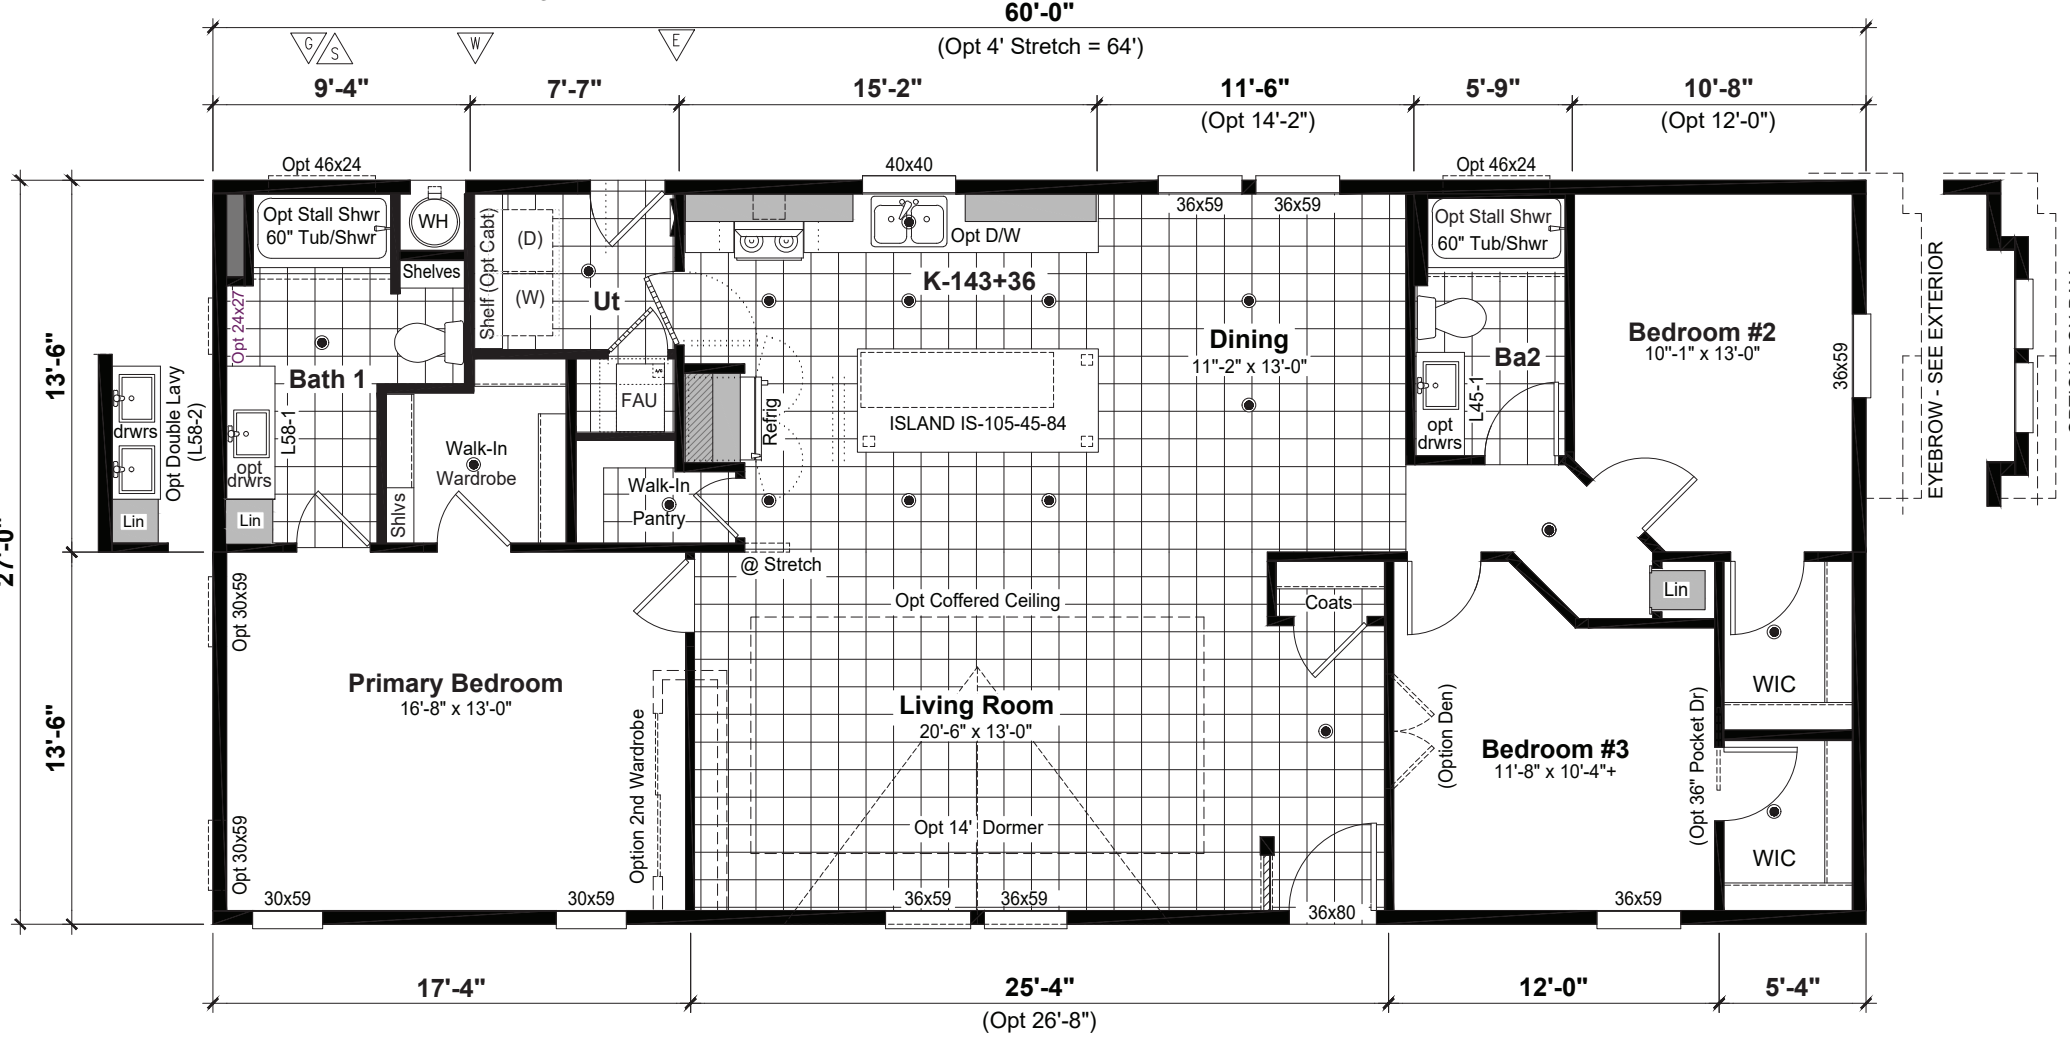 60'-0"
(Opt 4' Stretch = 64')
G
S
W
E
9'-4"
7'-7"
15'-2"
11'-6"
5'-9"
10'-8"
(Opt 14'-2")
(Opt 12'-0")
Opt 46x24
40x40
Opt 46x24
36x59
36x59
Opt Stall Shwr
60" Tub/Shwr
WH
Shelves
Shelf (Opt Cabt)
(D)
(W)
Ut
Opt D/W
K-143+36
Opt Stall Shwr
60" Tub/Shwr
Bedroom #2
10"-1" x 13'-0"
36x59
EYEBROW - SEE EXTERIOR
Dining
11"-2" x 13'-0"
Ba2
L45-1
opt
drwrs
Opt 24x27
Bath 1
L58-1
opt
drwrs
Lin
drwrs
Lin
Opt Double Lavy
(L58-2)
13'-6"
27'-0"
13'-6"
FAU
Refrig
ISLAND IS-105-45-84
Walk-In
Wardrobe
Shlvs
Walk-In
Pantry
@ Stretch
Opt Coffered Ceiling
Coats
Lin
Opt 30x59
Primary Bedroom
16'-8" x 13'-0"
Option 2nd Wardrobe
Living Room
20'-6" x 13'-0"
(Option Den)
Bedroom #3
11'-8" x 10'-4"+
(Opt 36" Pocket Dr)
WIC
WIC
Opt 14' Dormer
Opt 30x59
30x59
30x59
36x59
36x59
36x80
36x59
17'-4"
25'-4"
12'-0"
5'-4"
(Opt 26'-8")